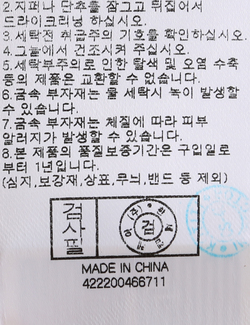 2.지퍼나 단추를 잠그고 뒤집어서
드라이크리닝 하십시오.
3.세탁전 취급주의 기호를 확인하십시오.
4.그늘에서 건조시켜 주십시오.
5.세탁부주의로 인한 탈색 및 오염 수축
등의 제품은 교환할 수 없습니다.
6.금속 부자재는 물 세탁시 녹이 발생할
수 있습니다.
7.금속 부자재는 체질에 따라 피부
알러지가 발생할 수 있습니다.
8.본 제품의 품질보증기간은 구입일로
부터 1년입니다.
(심지,보강재,상표,무늬,밴드 등 제외)
검
사
필
(주)
검
MADE IN CHINA
422200466711